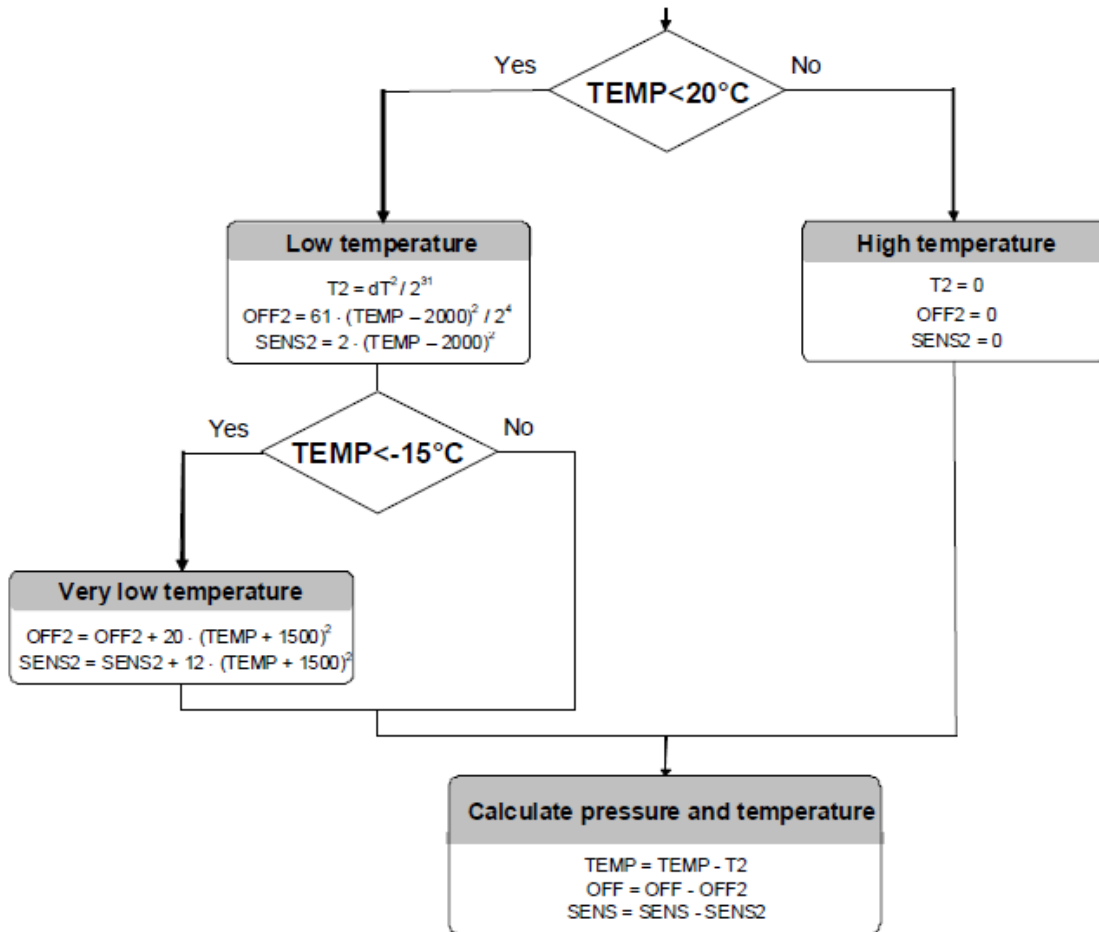 TEMP<20°C
Yes
No
Low temperature
T2 = dT² / 2³¹
OFF2 = 61 · (TEMP – 2000)² / 2⁴
SENS2 = 2 · (TEMP – 2000)²
High temperature
T2 = 0
OFF2 = 0
SENS2 = 0
TEMP<-15°C
Yes
No
Very low temperature
OFF2 = OFF2 + 20 · (TEMP + 1500)²
SENS2 = SENS2 + 12 · (TEMP + 1500)²
Calculate pressure and temperature
TEMP = TEMP - T2
OFF = OFF - OFF2
SENS = SENS - SENS2